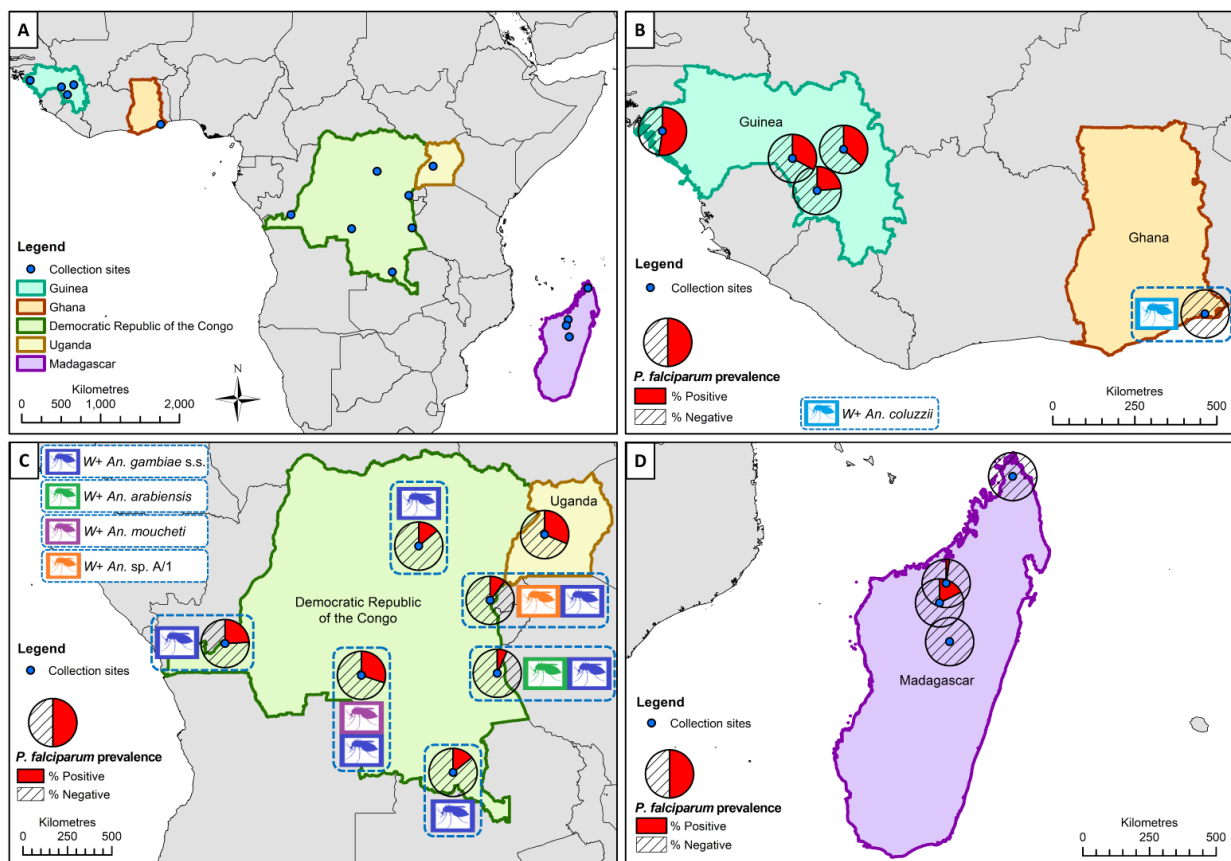 A
Legend
Collection sites
Guinea
Ghana
Democratic Republic of the Congo
Uganda
Madagascar
Kilometres
0 500 1,000 2,000
N
B
Guinea
Ghana
Legend
Collection sites
P. falciparum prevalence
% Positive
% Negative
W+ An. coluzzii
Kilometres
0 250 500
C
W+ An. gambiae s.s.
W+ An. arabiensis
W+ An. moucheti
W+ An. sp. A/1
Uganda
Democratic Republic
of the Congo
Legend
Collection sites
P. falciparum prevalence
% Positive
% Negative
Kilometres
0 250 500
D
Madagascar
Legend
Collection sites
P. falciparum prevalence
% Positive
% Negative
Kilometres
0 250 500